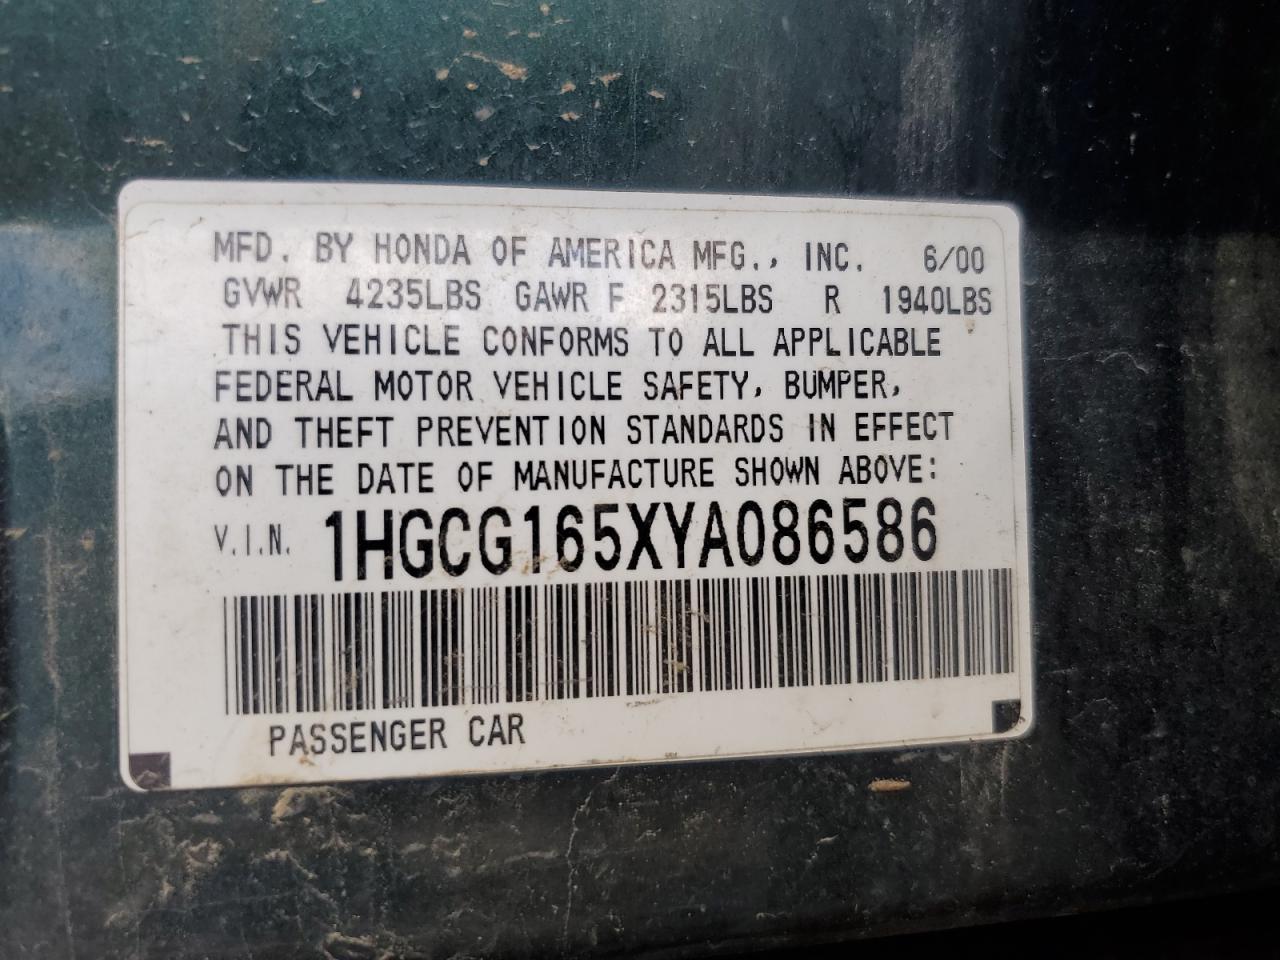 MFD. BY HONDA OF AMERICA MFG., INC. 6/00
GVWR 4235LBS GAWR F 2315LBS R 1940LBS
THIS VEHICLE CONFORMS TO ALL APPLICABLE
FEDERAL MOTOR VEHICLE SAFETY, BUMPER,
AND THEFT PREVENTION STANDARDS IN EFFECT
ON THE DATE OF MANUFACTURE SHOWN ABOVE:
V.I.N. 1HGCG165XYA086586
PASSENGER CAR